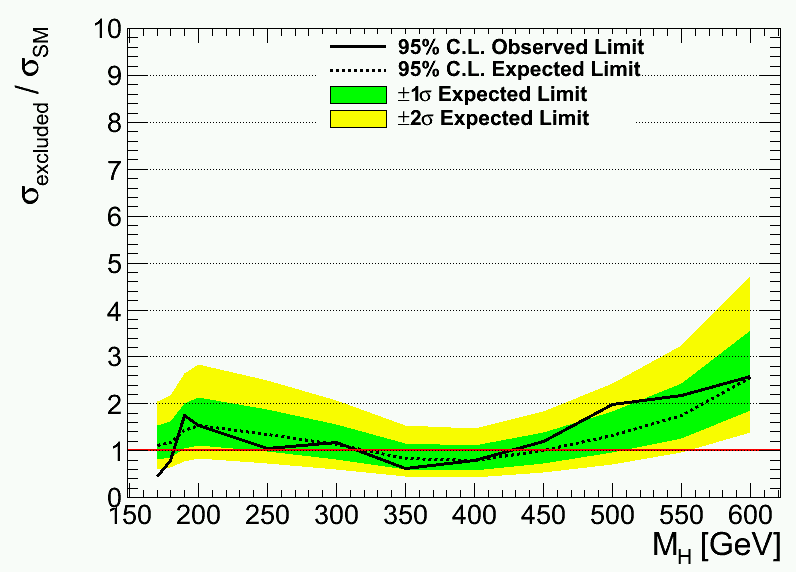 σexcluded / σSM
10
9
8
7
6
5
4
3
2
1
0
95% C.L. Observed Limit
95% C.L. Expected Limit
±1σ Expected Limit
±2σ Expected Limit
150 200 250 300 350 400 450 500 550 600
MH [GeV]